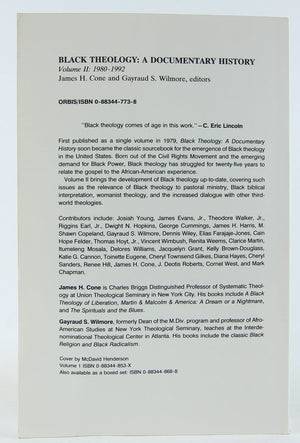 BLACK THEOLOGY: A DOCUMENTARY HISTORY
Volume II: 1980-1992
James H. Cone and Gayraud S. Wilmore, editors
ORBIS/ISBN 0-88344-773-8
"Black theology comes of age in this work."—C. Eric Lincoln
First published as a single volume in 1979, Black Theology: A Documentary
History soon became the classic sourcebook for the emergence of Black theology
in the United States. Born out of the Civil Rights Movement and the emerging
demand for Black Power, Black theology has struggled for twenty-five years to
relate the gospel to the African-American experience.
Volume II brings the development of Black theology up-to-date, covering such
issues as the relevance of Black theology to pastoral ministry, Black biblical
interpretation, womanist theology, and the increased dialogue with other third-
world theologies.
Contributors include: Josiah Young, James Evans, Jr., Theodore Walker, Jr.,
Riggins Earl, Jr., Dwight N. Hopkins, George Cummings, James H. Harris, M.
Shawn Copeland, Gayraud S. Wilmore, Dennis Wiley, Elias Farajaje-Jones, Cain
Hope Felder, Thomas Hoyt, Jr., Vincent Wimbush, Renita Weems, Clarice Martin,
Itumeleng Mosala, Delores Williams, Jacquelyn Grant, Kelly Brown-Douglass,
Katie G. Cannon, Toinette Eugene, Cheryl Townsend Gilkes, Diana Hayes, Cheryl
Sanders, Renee Hill, James H. Cone, J. Deotis Roberts, Cornel West, and Mark
Chapman.
James H. Cone is Charles Briggs Distinguished Professor of Systematic Theol-
ogy at Union Theological Seminary in New York City. His books include A Black
Theology of Liberation, Martin & Malcolm & America: A Dream or a Nightmare,
and The Spirituals and the Blues.
Gayraud S. Wilmore, formerly Dean of the M.Div. program and professor of Afro-
American Studies at New York Theological Seminary, teaches at the Interde-
nominational Theological Center in Atlanta. His books include the classic Black
Religion and Black Radicalism.
Cover by McDavid Henderson
Volume 1 ISBN 0-88344-853-X
Also available as a boxed set: ISBN 0-88344-868-8